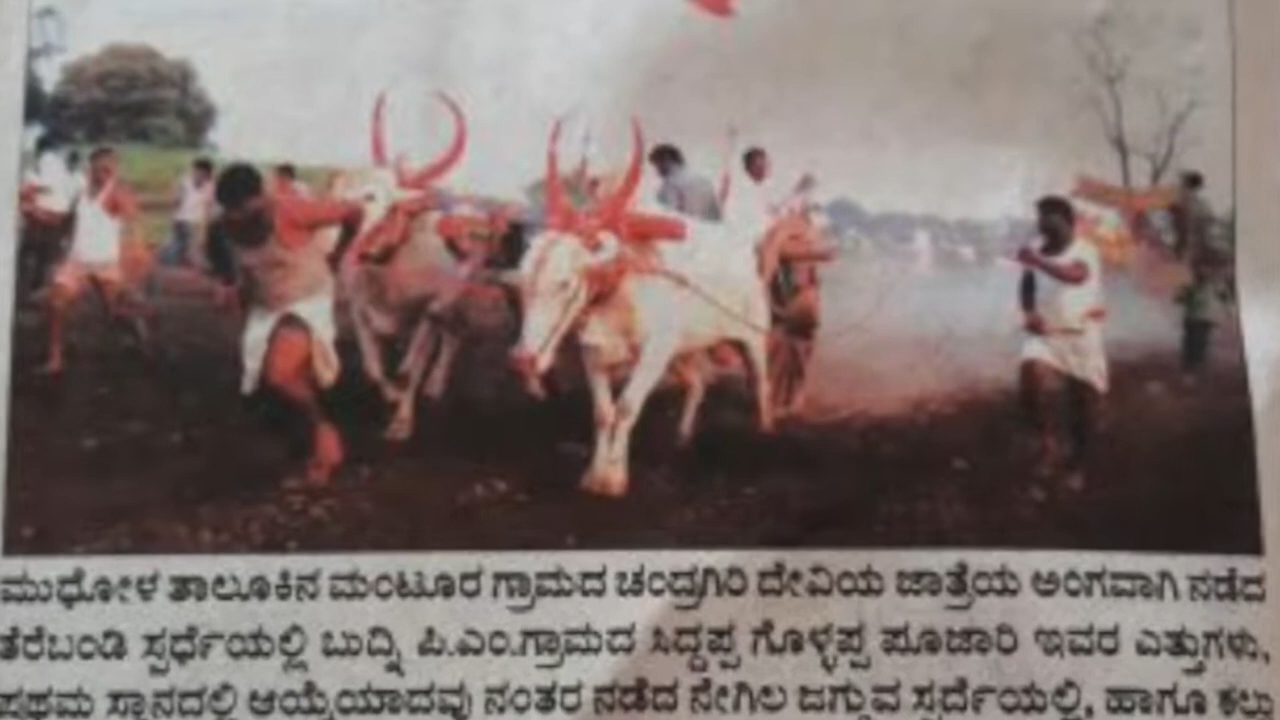 ಮುಧೋಳ ತಾಲೂಕಿನ ಮಂಟೂರ ಗ್ರಾಮದ ಚಂದ್ರಗಿರಿ ದೇವಿಯ ಜಾತ್ರೆಯ ಅಂಗವಾಗಿ ನಡೆದ
ತೆರೆಬಂಡಿ ಸ್ಪರ್ಧೆಯಲ್ಲಿ ಬುದ್ನಿ ಪಿ.ಎಂ.ಗ್ರಾಮದ ಸಿದ್ದಪ್ಪ ಗೊಳ್ಳಪ್ಪ ಪೂಜಾರಿ ಇವರ ಎತ್ತುಗಳು,
ಪ್ರಥಮ ಸ್ಥಾನದಲ್ಲಿ ಆಯ್ಕೆಯಾದವು ನಂತರ ನಡೆದ ನೇಗಿಲ ಜಗ್ಗುವ ಸ್ಪರ್ದೆಯಲ್ಲಿ, ಹಾಗೂ ಕಲ್ಲು